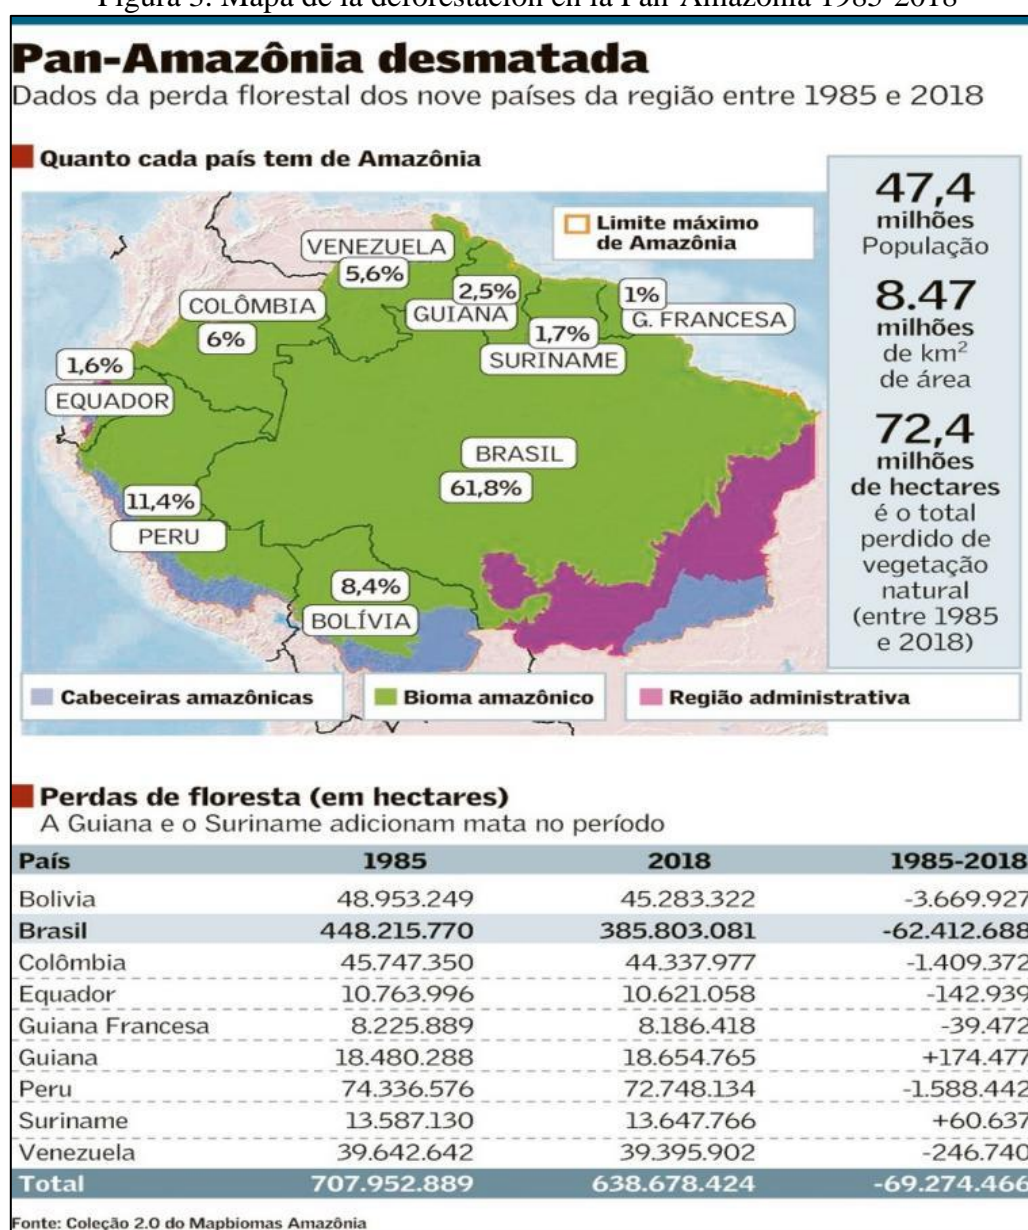 Figura 3. Mapa de la deforestación en la Pan-Amazonía 1985-2018
Pan-Amazônia desmatada
Dados da perda florestal dos nove países da região entre 1985 e 2018
Quanto cada país tem de Amazônia
Limite máximo
de Amazônia
VENEZUELA
5,6%
COLÔMBIA
6%
2,5%
GUIANA
1%
G. FRANCESA
1,7%
SURINAME
1,6%
EQUADOR
BRASIL
61,8%
11,4%
PERU
8,4%
BOLÍVIA
47,4
milhões
População
8.47
milhões
de km²
de área
72,4
milhões
de hectares
é o total
perdido de
vegetação
natural
(entre 1985
e 2018)
Cabeceiras amazônicas
Bioma amazônico
Região administrativa
Perdas de floresta (em hectares)
A Guiana e o Suriname adicionam mata no período
País 1985 2018 1985-2018
Bolivia 48.953.249 45.283.322 -3.669.927
Brasil 448.215.770 385.803.081 -62.412.688
Colômbia 45.747.350 44.337.977 -1.409.372
Equador 10.763.996 10.621.058 -142.939
Guiana Francesa 8.225.889 8.186.418 -39.472
Guiana 18.480.288 18.654.765 +174.477
Peru 74.336.576 72.748.134 -1.588.442
Suriname 13.587.130 13.647.766 +60.637
Venezuela 39.642.642 39.395.902 -246.740
Total 707.952.889 638.678.424 -69.274.466
Fonte: Coleção 2.0 do Mapbiomas Amazônia